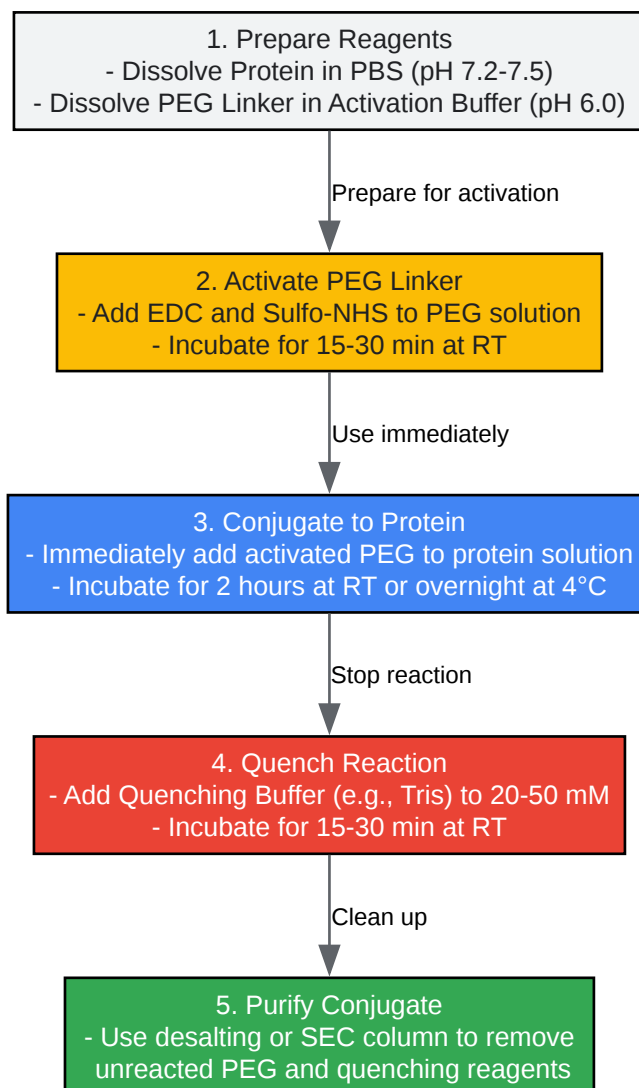 1. Prepare Reagents
- Dissolve Protein in PBS (pH 7.2-7.5)
- Dissolve PEG Linker in Activation Buffer (pH 6.0)
Prepare for activation
2. Activate PEG Linker
- Add EDC and Sulfo-NHS to PEG solution
- Incubate for 15-30 min at RT
Use immediately
3. Conjugate to Protein
- Immediately add activated PEG to protein solution
- Incubate for 2 hours at RT or overnight at 4°C
Stop reaction
4. Quench Reaction
- Add Quenching Buffer (e.g., Tris) to 20-50 mM
- Incubate for 15-30 min at RT
Clean up
5. Purify Conjugate
- Use desalting or SEC column to remove
unreacted PEG and quenching reagents